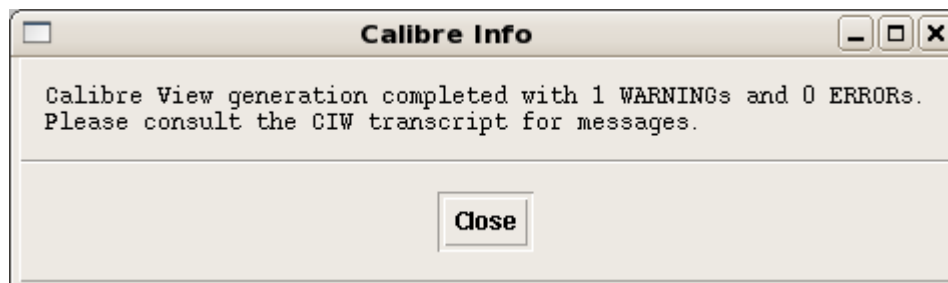 Calibre Info
Calibre View generation completed with 1 WARNINGs and 0 ERRORs.
Please consult the CIW transcript for messages.
Close